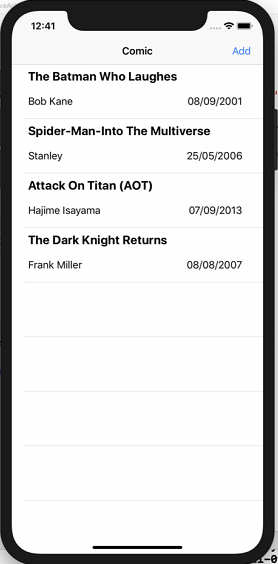 12:41
Comic Add
The Batman Who Laughes
Bob Kane 08/09/2001
Spider-Man-Into The Multiverse
Stanley 25/05/2006
Attack On Titan (AOT)
Hajime Isayama 07/09/2013
The Dark Knight Returns
Frank Miller 08/08/2007